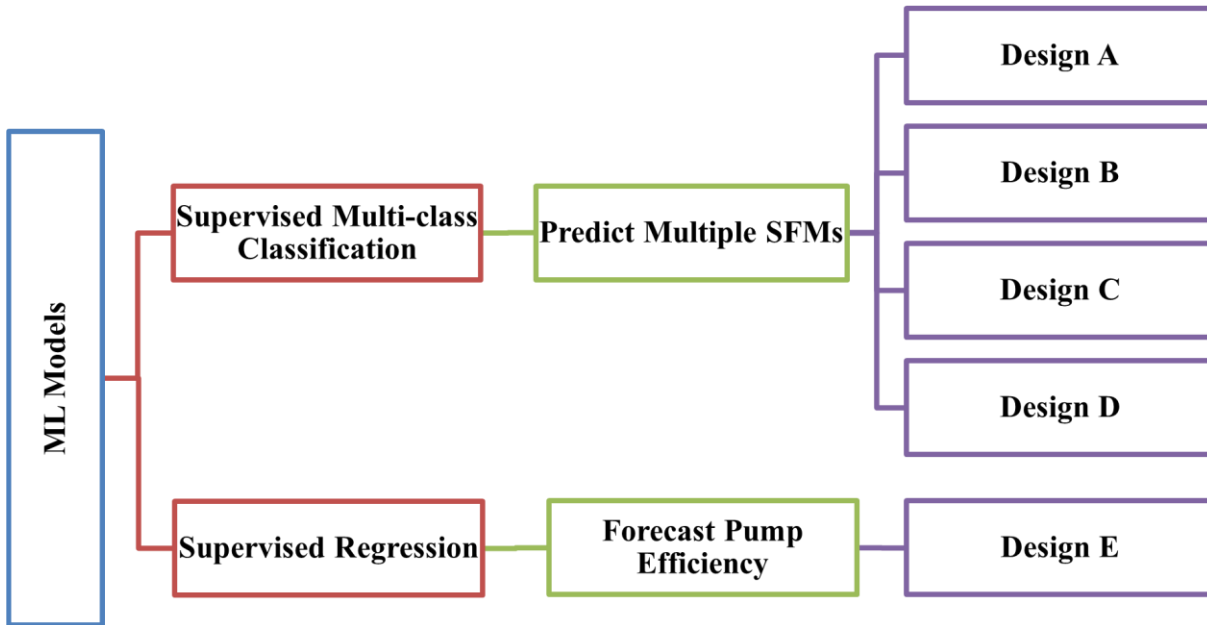 ML Models
Supervised Multi-class
Classification
Predict Multiple SFMs
Design A
Design B
Design C
Design D
Supervised Regression
Forecast Pump
Efficiency
Design E